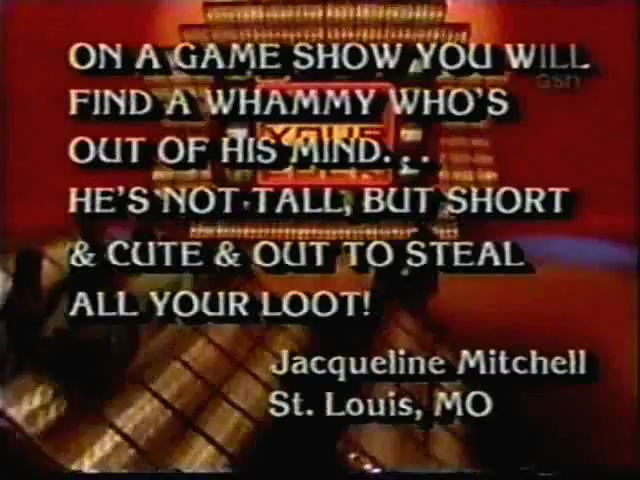 ON A GAME SHOW YOU WILL
GSN
FIND A WHAMMY WHO'S
OUT OF HIS MIND...
HE'S NOT TALL, BUT SHORT
& CUTE & OUT TO STEAL
ALL YOUR LOOT!
Jacqueline Mitchell
St. Louis, MO